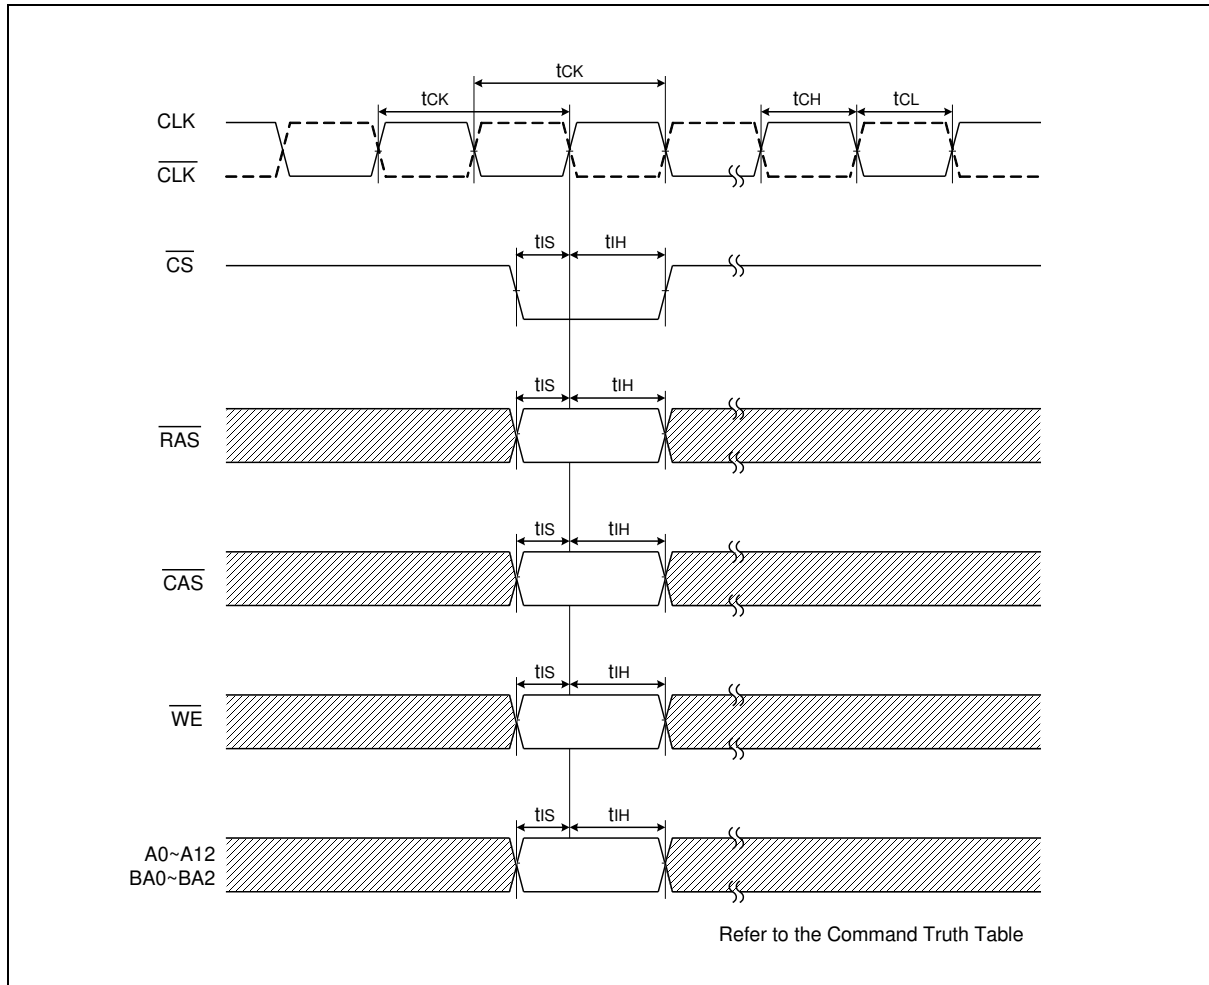 tCK
tCK
tCH
tCL
CLK
CLK
tIS
tIH
CS
tIS
tIH
RAS
tIS
tIH
CAS
tIS
tIH
WE
tIS
tIH
A0~A12
BA0~BA2
Refer to the Command Truth Table